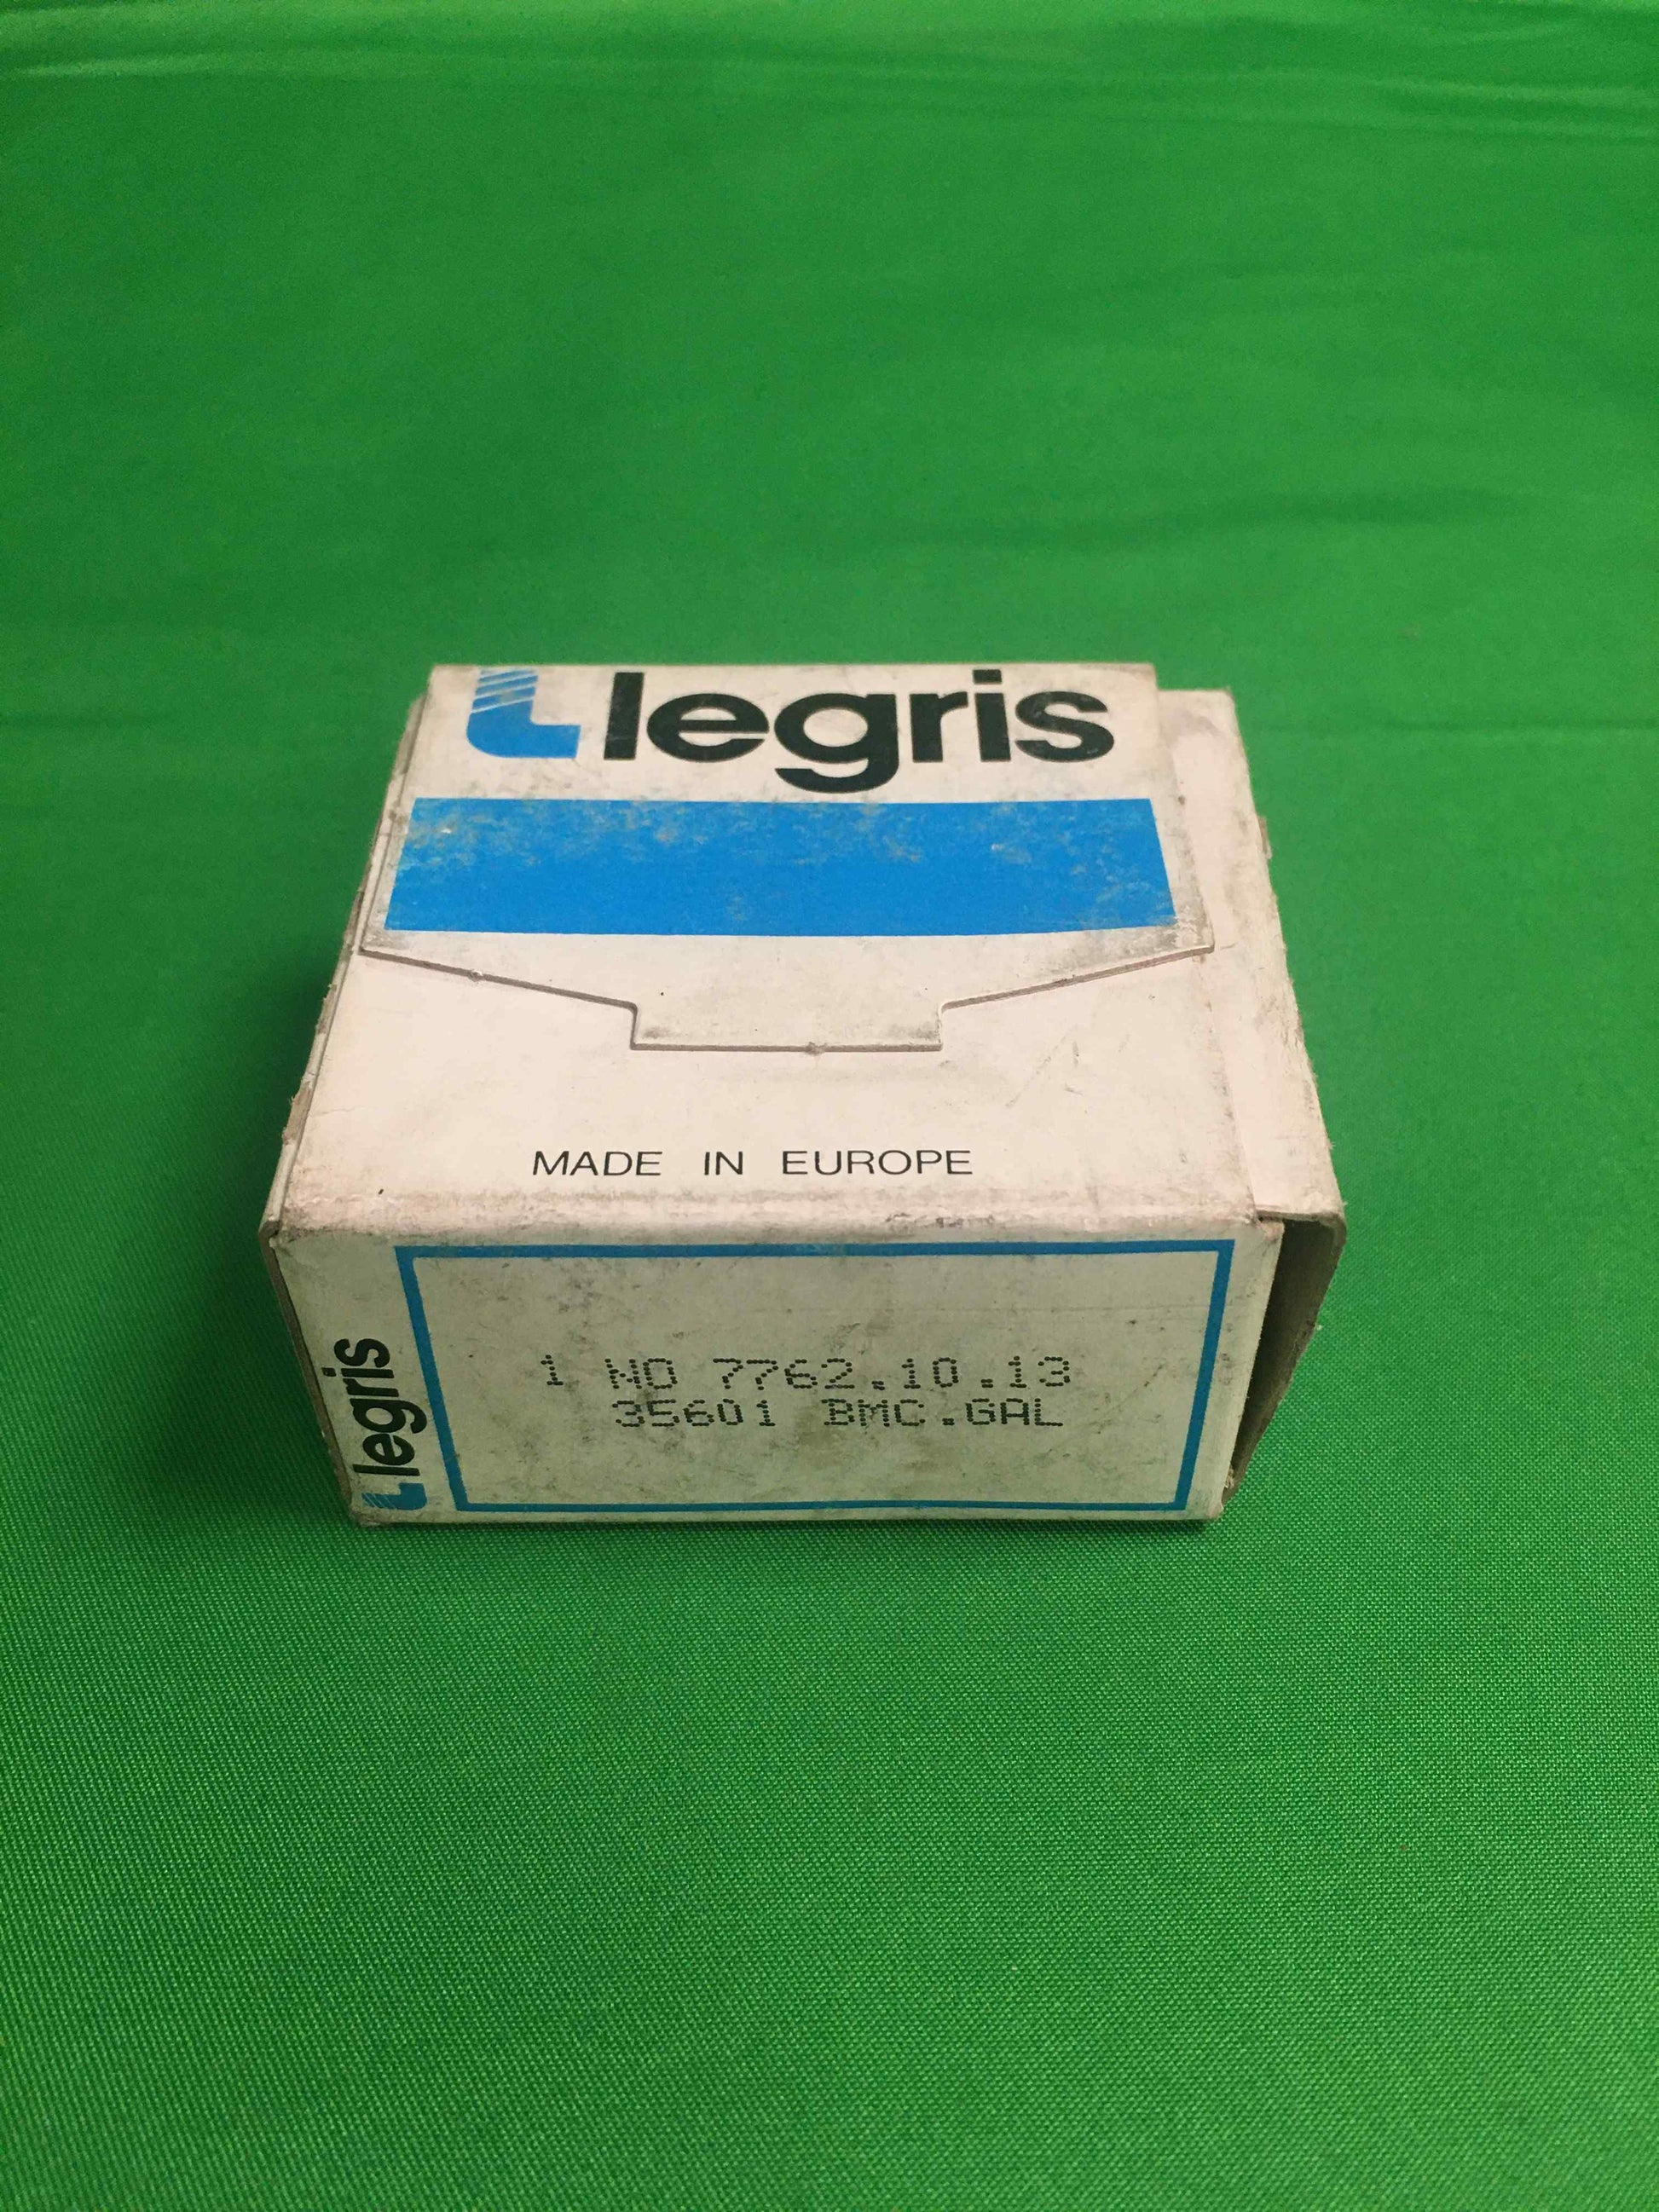 legris
MADE IN EUROPE
legris
1 NO 7762.10.13
35601 BMC.GAL